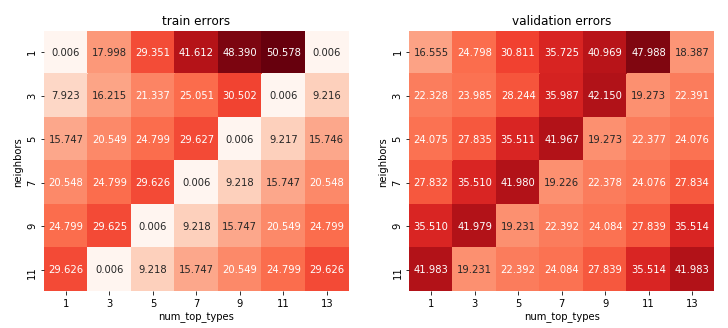 train errors
validation errors
1 0.006 17.998 29.351 41.612 48.390 50.578 0.006
3 7.923 16.215 21.337 25.051 30.502 0.006 9.216
5 15.747 20.549 24.799 29.627 0.006 9.217 15.746
7 20.548 24.799 29.626 0.006 9.218 15.747 20.548
9 24.799 29.625 0.006 9.218 15.747 20.549 24.799
11 29.626 0.006 9.218 15.747 20.549 24.799 29.626
1 3 5 7 9 11 13
neighbors
num_top_types
1 16.555 24.798 30.811 35.725 40.969 47.988 18.387
3 22.328 23.985 28.244 35.987 42.150 19.273 22.391
5 24.075 27.835 35.511 41.967 19.273 22.377 24.076
7 27.832 35.510 41.980 19.226 22.378 24.076 27.834
9 35.510 41.979 19.231 22.392 24.084 27.839 35.514
11 41.983 19.231 22.392 24.084 27.839 35.514 41.983
1 3 5 7 9 11 13
neighbors
num_top_types